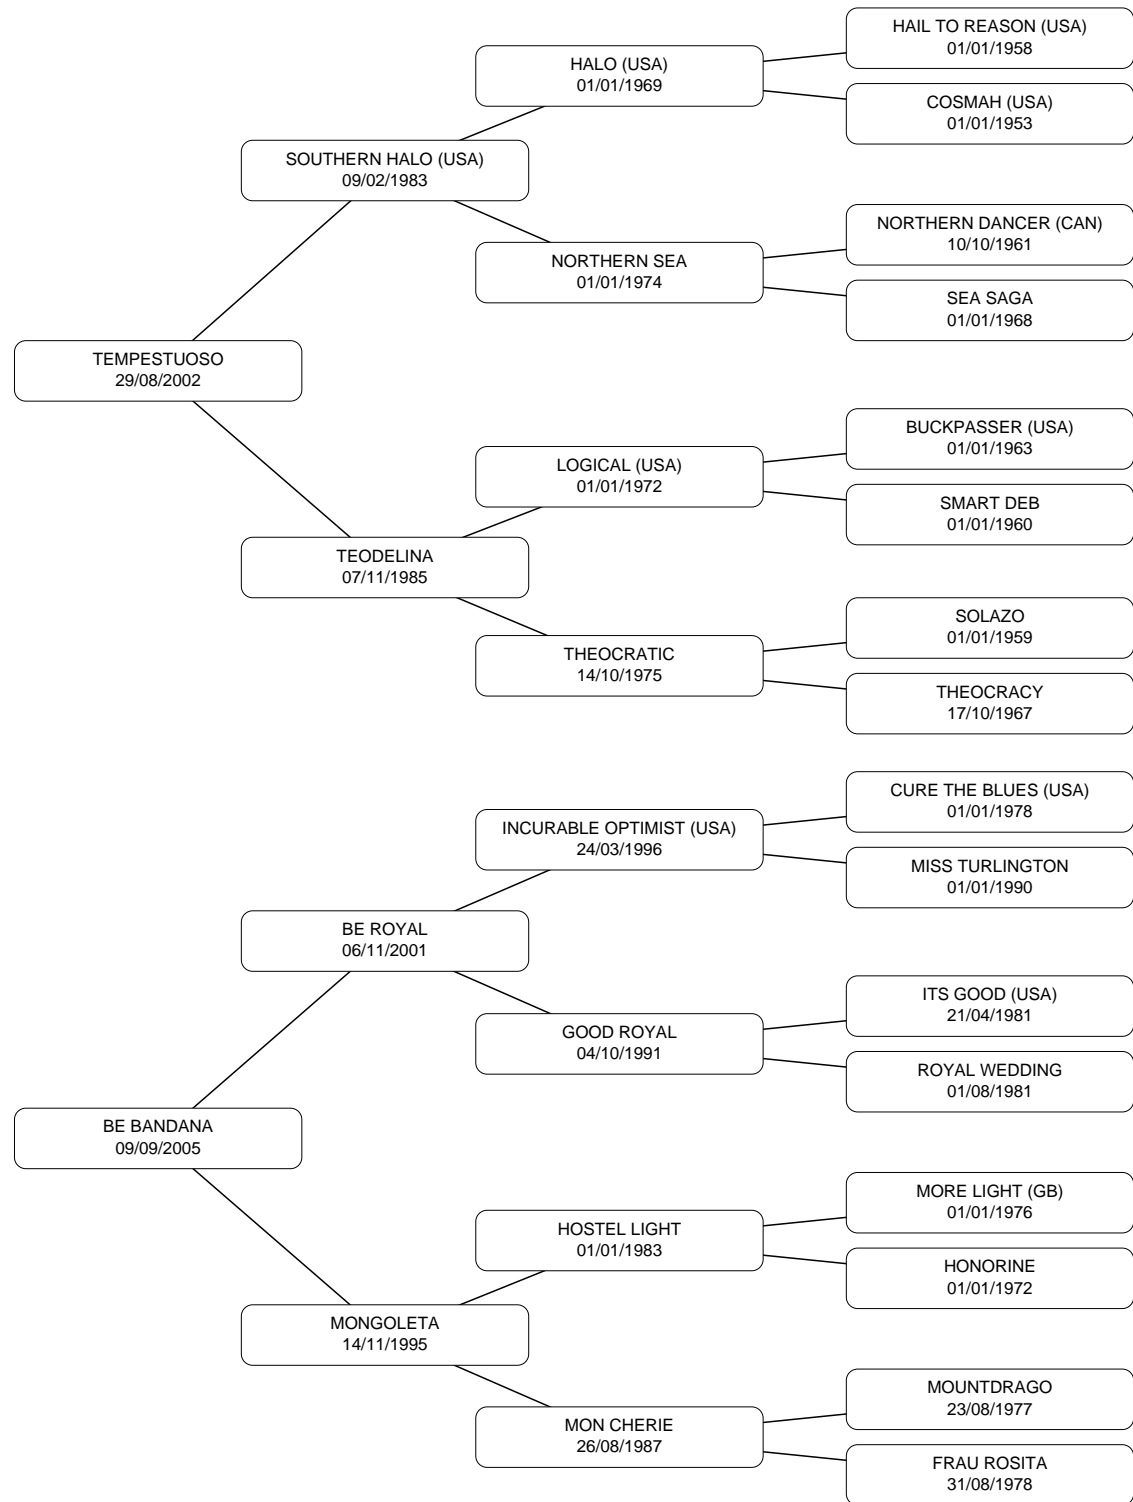 HAIL TO REASON (USA)
01/01/1958
HALO (USA)
01/01/1969
COSMAH (USA)
01/01/1953
SOUTHERN HALO (USA)
09/02/1983
NORTHERN DANCER (CAN)
10/10/1961
NORTHERN SEA
01/01/1974
SEA SAGA
01/01/1968
TEMPESTUOSO
29/08/2002
BUCKPASSER (USA)
01/01/1963
LOGICAL (USA)
01/01/1972
SMART DEB
01/01/1960
TEODELINA
07/11/1985
SOLAZO
01/01/1959
THEOCRATIC
14/10/1975
THEOCRACY
17/10/1967
CURE THE BLUES (USA)
01/01/1978
INCURABLE OPTIMIST (USA)
24/03/1996
MISS TURLINGTON
01/01/1990
BE ROYAL
06/11/2001
ITS GOOD (USA)
21/04/1981
GOOD ROYAL
04/10/1991
ROYAL WEDDING
01/08/1981
BE BANDANA
09/09/2005
MORE LIGHT (GB)
01/01/1976
HOSTEL LIGHT
01/01/1983
HONORINE
01/01/1972
MONGOLETA
14/11/1995
MOUNTDRAGO
23/08/1977
MON CHERIE
26/08/1987
FRAU ROSITA
31/08/1978